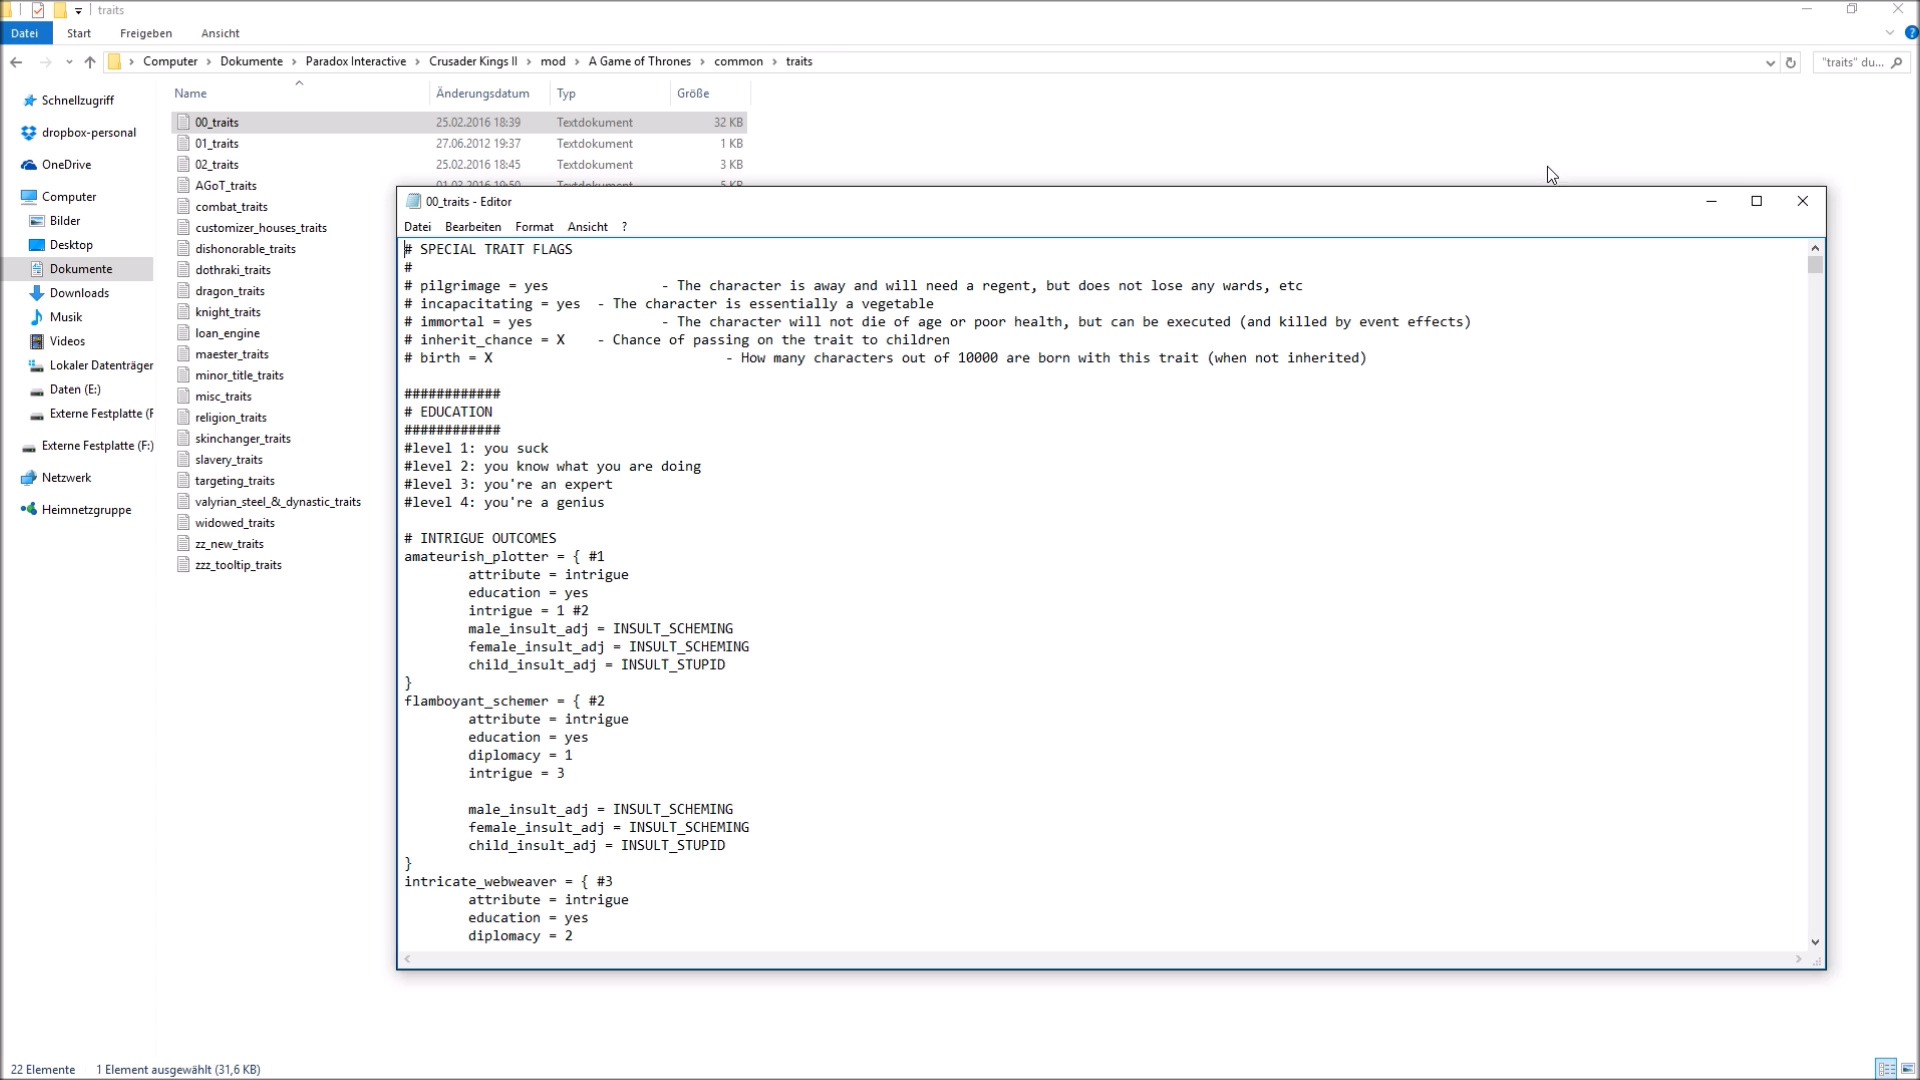 traits
Datei Start Freigeben Ansicht
Computer Dokumente Paradox Interactive Crusader Kings II mod A Game of Thrones common traits
"traits" du...
Name Änderungsdatum Typ Größe
Schnellzugriff
dropbox-personal
OneDrive
Computer
Bilder
Desktop
Dokumente
Downloads
Musik
Videos
Lokaler Datenträger
Daten (E:)
Externe Festplatte (F
Externe Festplatte (F:)
Netzwerk
Heimnetzgruppe
00_traits 25.02.2016 18:39 Textdokument 32 KB
01_traits 27.06.2012 19:37 Textdokument 1 KB
02_traits 25.02.2016 18:45 Textdokument 3 KB
AGoT_traits 01.03.2016 19:50 Textdokument 5 KB
combat_traits
customizer_houses_traits
dishonorable_traits
dothraki_traits
dragon_traits
knight_traits
loan_engine
maester_traits
minor_title_traits
misc_traits
religion_traits
skinchanger_traits
slavery_traits
targeting_traits
valyrian_steel_&_dynastic_traits
widowed_traits
zz_new_traits
zzz_tooltip_traits
00_traits - Editor
Datei Bearbeiten Format Ansicht ?
# SPECIAL TRAIT FLAGS
#
# pilgrimage = yes - The character is away and will need a regent, but does not lose any wards, etc
# incapacitating = yes - The character is essentially a vegetable
# immortal = yes - The character will not die of age or poor health, but can be executed (and killed by event effects)
# inherit_chance = X - Chance of passing on the trait to children
# birth = X - How many characters out of 10000 are born with this trait (when not inherited)
############
# EDUCATION
############
#level 1: you suck
#level 2: you know what you are doing
#level 3: you're an expert
#level 4: you're a genius
# INTRIGUE OUTCOMES
amateurish_plotter = { #1
attribute = intrigue
education = yes
intrigue = 1 #2
male_insult_adj = INSULT_SCHEMING
female_insult_adj = INSULT_SCHEMING
child_insult_adj = INSULT_STUPID
}
flamboyant_schemer = { #2
attribute = intrigue
education = yes
diplomacy = 1
intrigue = 3
male_insult_adj = INSULT_SCHEMING
female_insult_adj = INSULT_SCHEMING
child_insult_adj = INSULT_STUPID
}
intricate_webweaver = { #3
attribute = intrigue
education = yes
diplomacy = 2
22 Elemente 1 Element ausgewählt (31,6 KB)